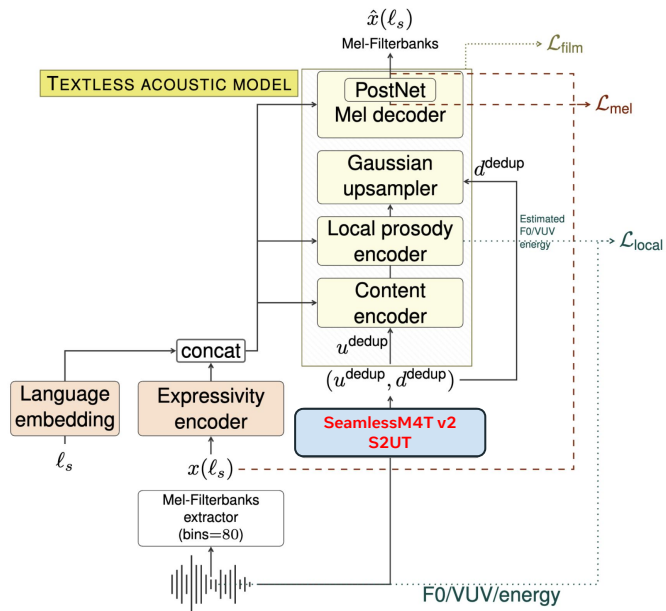 x̂(ℓₛ)
Mel-Filterbanks
ℒfilm
TEXTLESS ACOUSTIC MODEL
PostNet
Mel decoder
ℒmel
Gaussian
upsampler
d^dedup
Estimated
F0/VUV
energy
Local prosody
encoder
ℒlocal
Content
encoder
u^dedup
concat
(u^dedup, d^dedup)
Language
embedding
Expressivity
encoder
SeamlessM4T v2
S2UT
ℓₛ
x(ℓₛ)
Mel-Filterbanks
extractor
(bins=80)
F0/VUV/energy